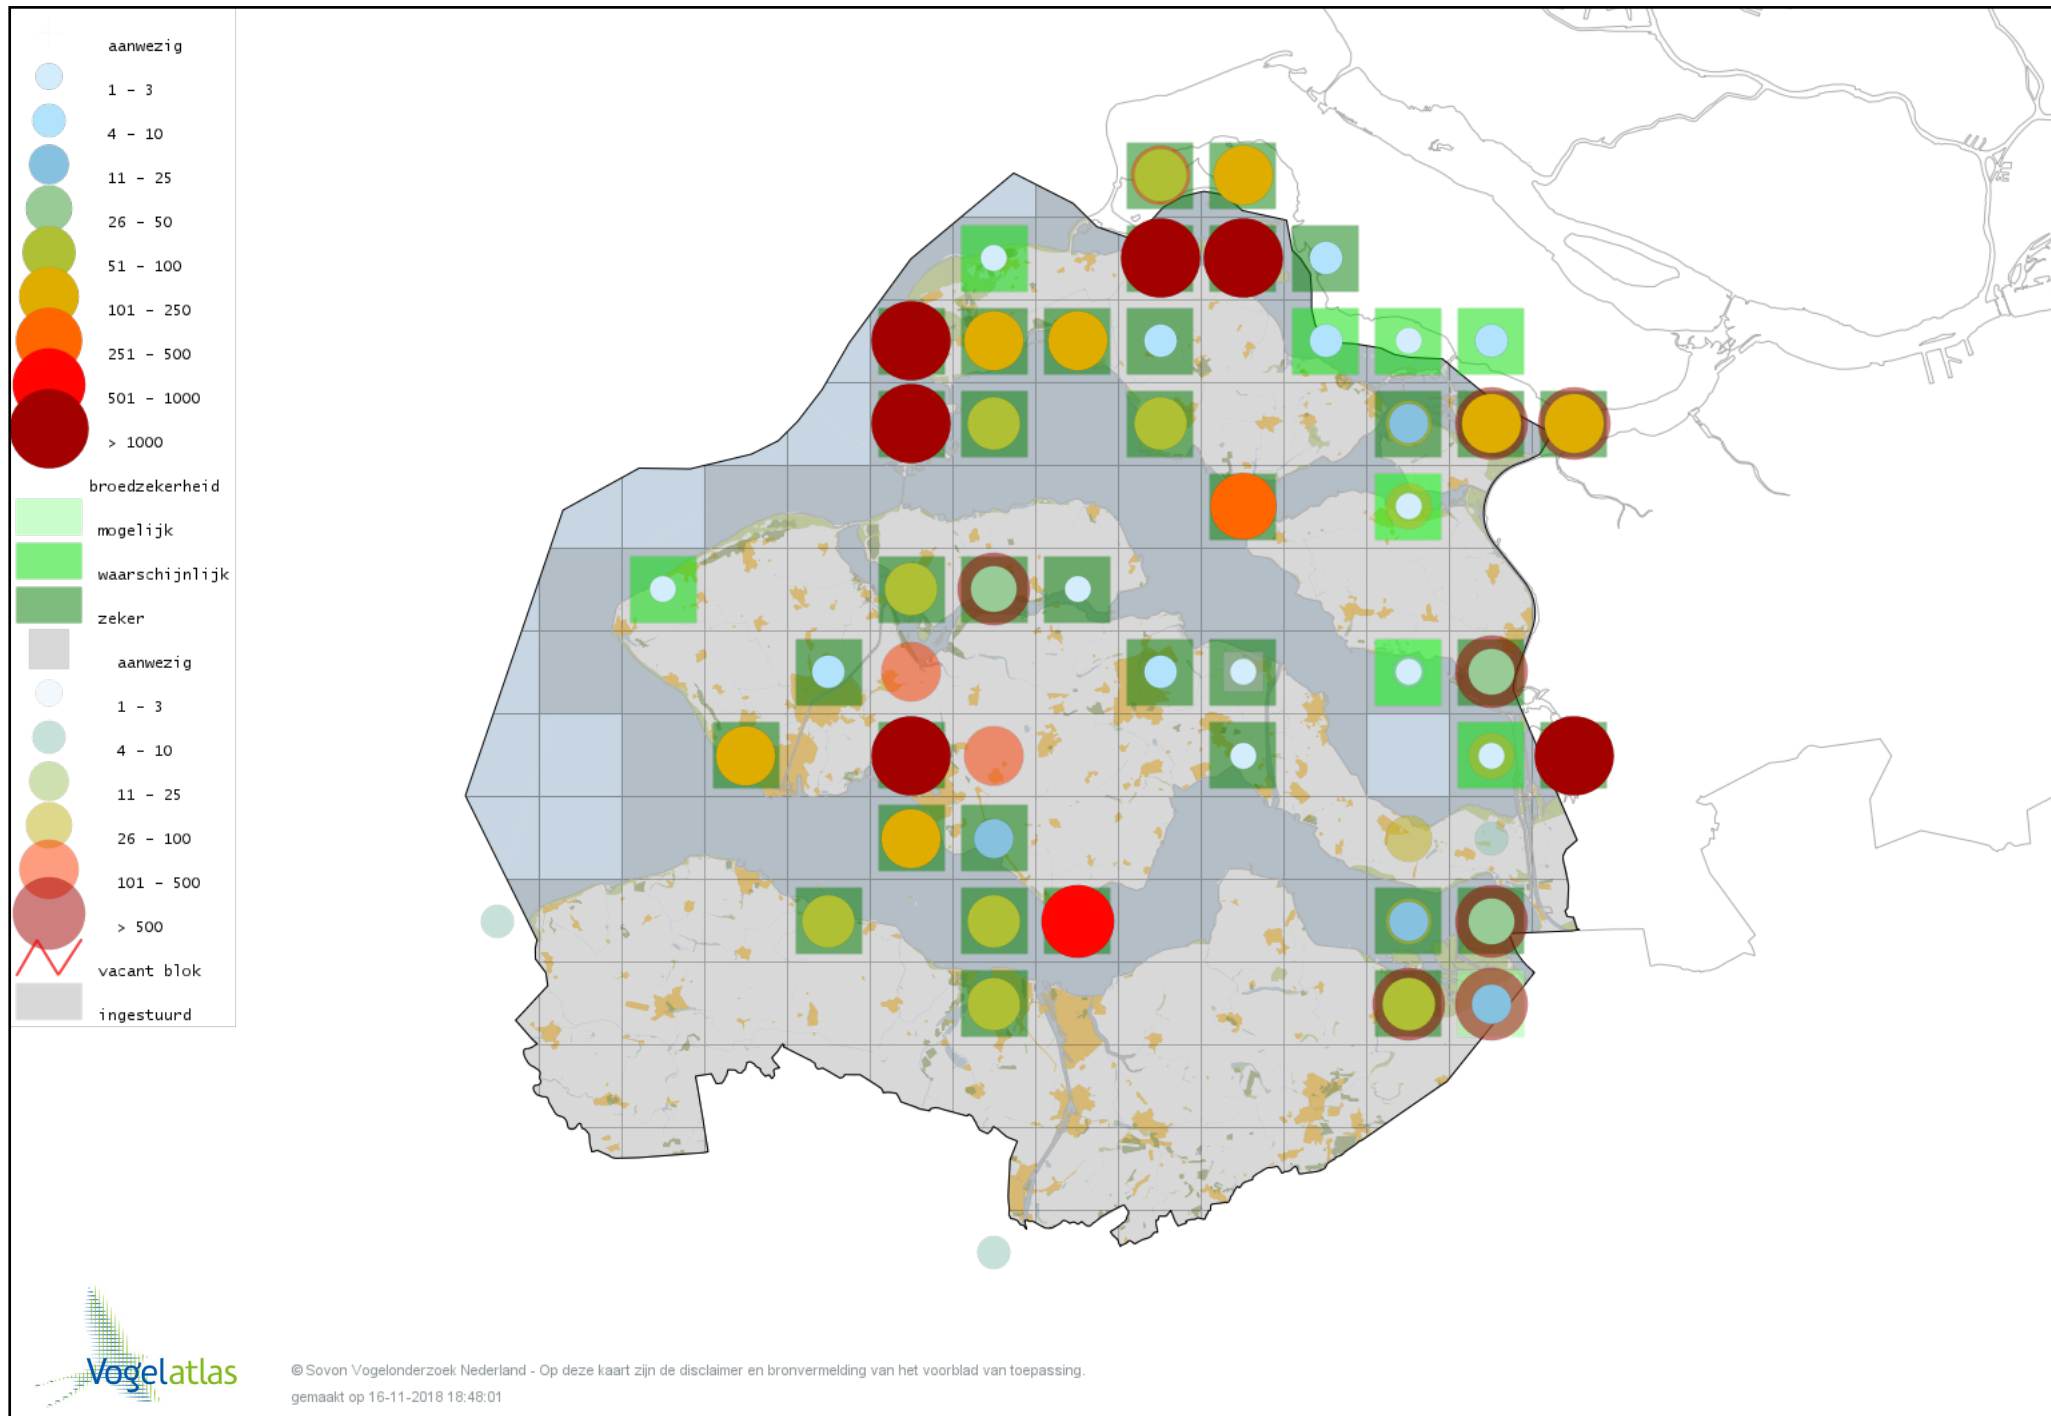 aanwezig
1 - 3
4 - 10
11 - 25
26 - 50
51 - 100
101 - 250
251 - 500
501 - 1000
> 1000
broedzekerheid
mogelijk
waarschijnlijk
zeker
aanwezig
1 - 3
4 - 10
11 - 25
26 - 100
101 - 500
> 500
vacant blok
ingestuurd
Vogelatlas
© Sovon Vogelonderzoek Nederland - Op deze kaart zijn de disclaimer en bronvermelding van het voorblad van toepassing.
gemaakt op 16-11-2018 18:48:01